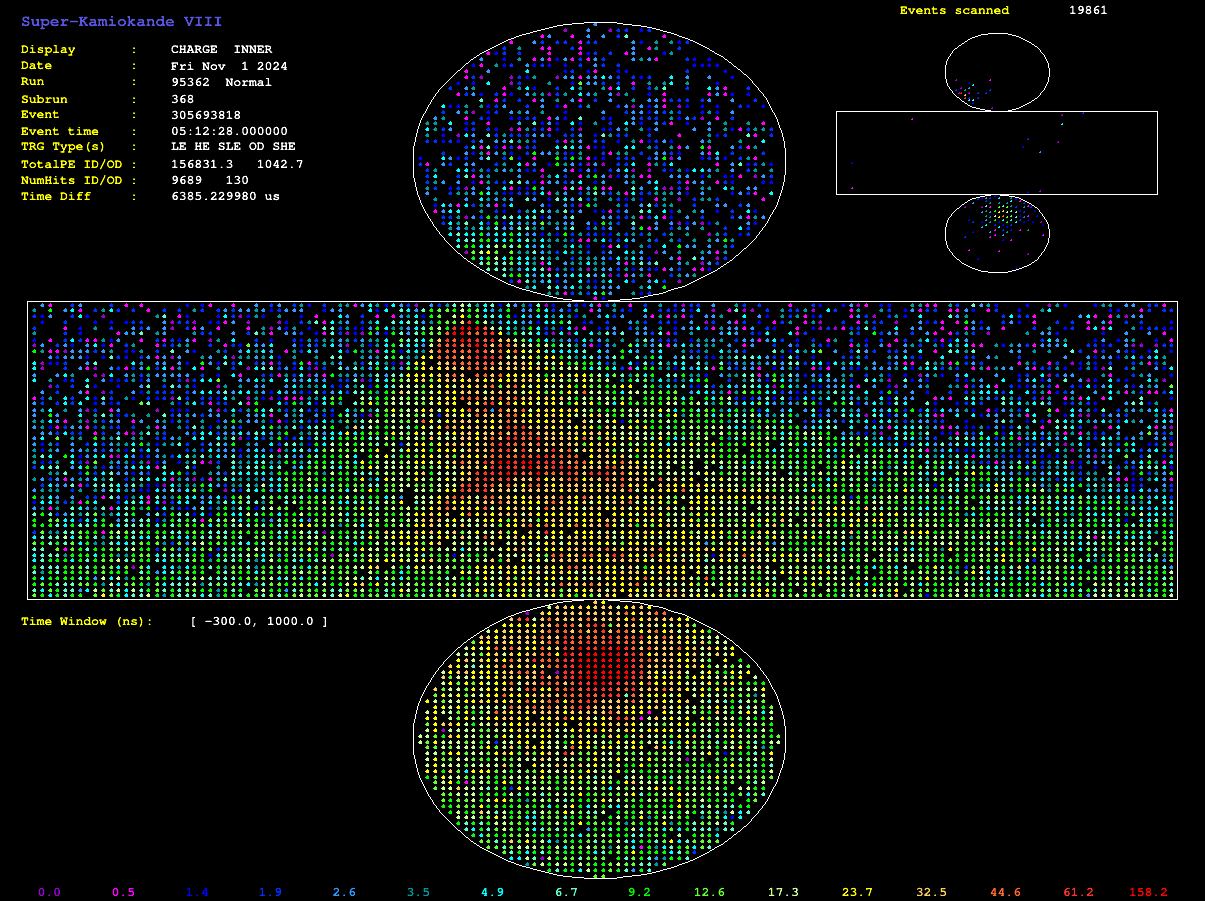 Super-Kamiokande VIII
Events scanned 19861
Display : CHARGE INNER
Date : Fri Nov 1 2024
Run : 95362 Normal
Subrun : 368
Event : 305693818
Event time : 05:12:28.000000
TRG Type(s) : LE HE SLE OD SHE
TotalPE ID/OD : 156831.3 1042.7
NumHits ID/OD : 9689 130
Time Diff : 6385.229980 us
Time Window (ns): [ -300.0, 1000.0 ]
0.0 0.5 1.4 1.9 2.6 3.5 4.9 6.7 9.2 12.6 17.3 23.7 32.5 44.6 61.2 158.2